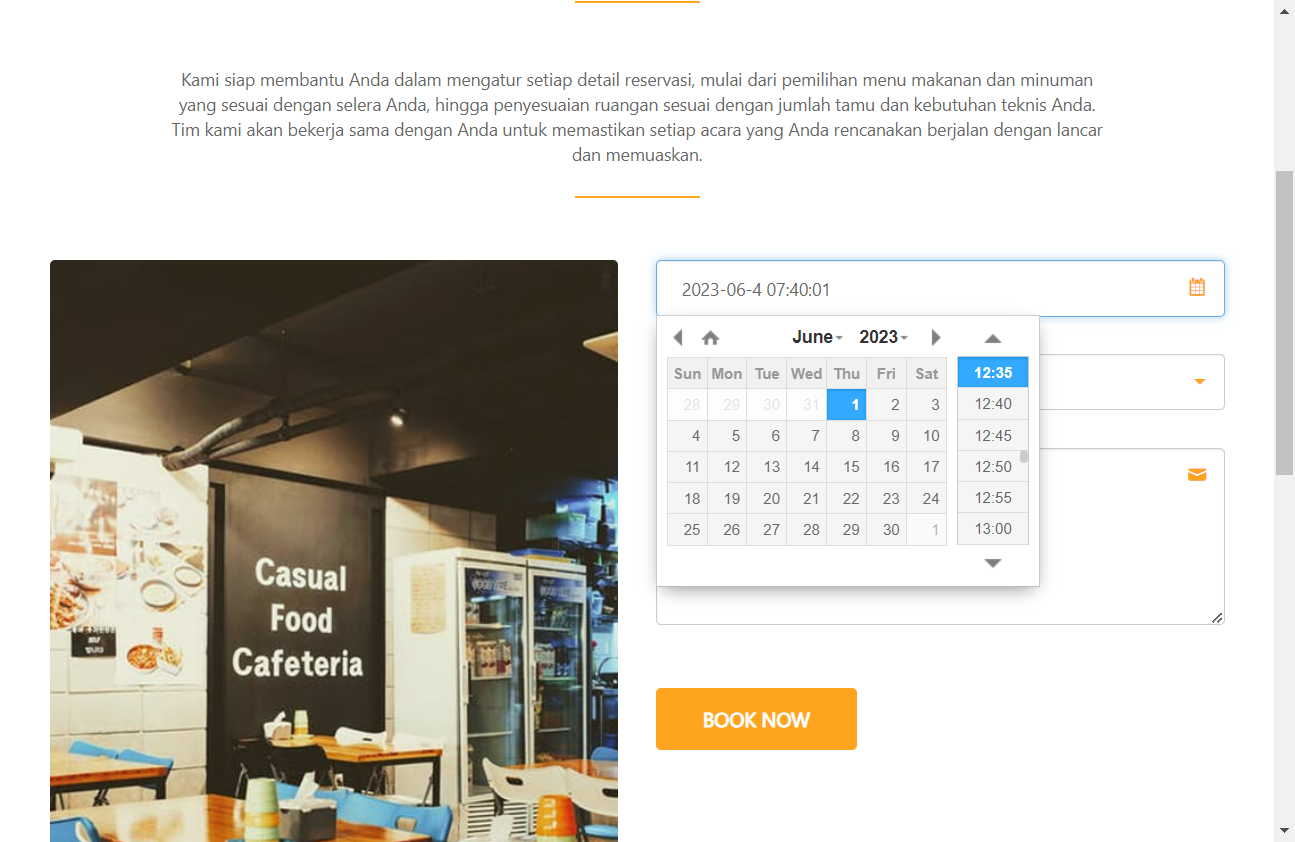 Kami siap membantu Anda dalam mengatur setiap detail reservasi, mulai dari pemilihan menu makanan dan minuman
yang sesuai dengan selera Anda, hingga penyesuaian ruangan sesuai dengan jumlah tamu dan kebutuhan teknis Anda.
Tim kami akan bekerja sama dengan Anda untuk memastikan setiap acara yang Anda rencanakan berjalan dengan lancar
dan memuaskan.
Casual
Food
Cafeteria
2023-06-4 07:40:01
June 2023
Sun Mon Tue Wed Thu Fri Sat
28 29 30 31 1 2 3
4 5 6 7 8 9 10
11 12 13 14 15 16 17
18 19 20 21 22 23 24
25 26 27 28 29 30 1
12:35
12:40
12:45
12:50
12:55
13:00
BOOK NOW